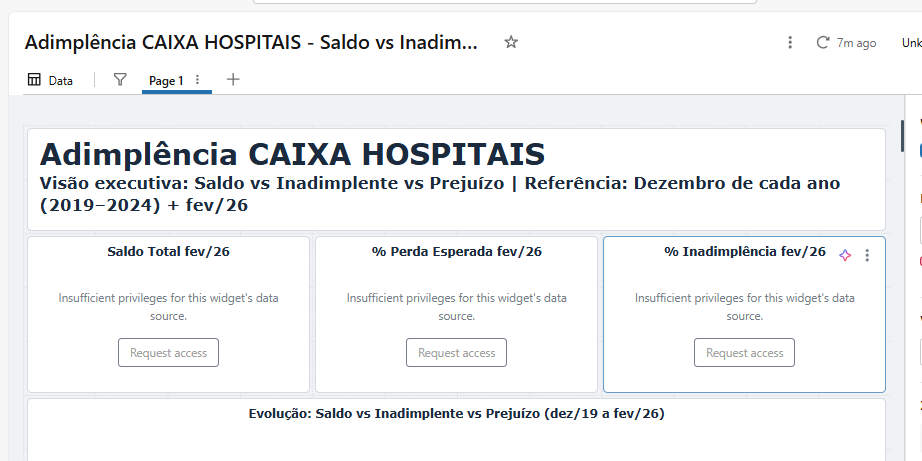 Adimplência CAIXA HOSPITAIS - Saldo vs Inadim...
7m ago
Unk
Data
Page 1
Adimplência CAIXA HOSPITAIS
Visão executiva: Saldo vs Inadimplente vs Prejuízo | Referência: Dezembro de cada ano
(2019–2024) + fev/26
Saldo Total fev/26
Insufficient privileges for this widget's data
source.
Request access
% Perda Esperada fev/26
Insufficient privileges for this widget's data
source.
Request access
% Inadimplência fev/26
Insufficient privileges for this widget's data
source.
Request access
Evolução: Saldo vs Inadimplente vs Prejuízo (dez/19 a fev/26)